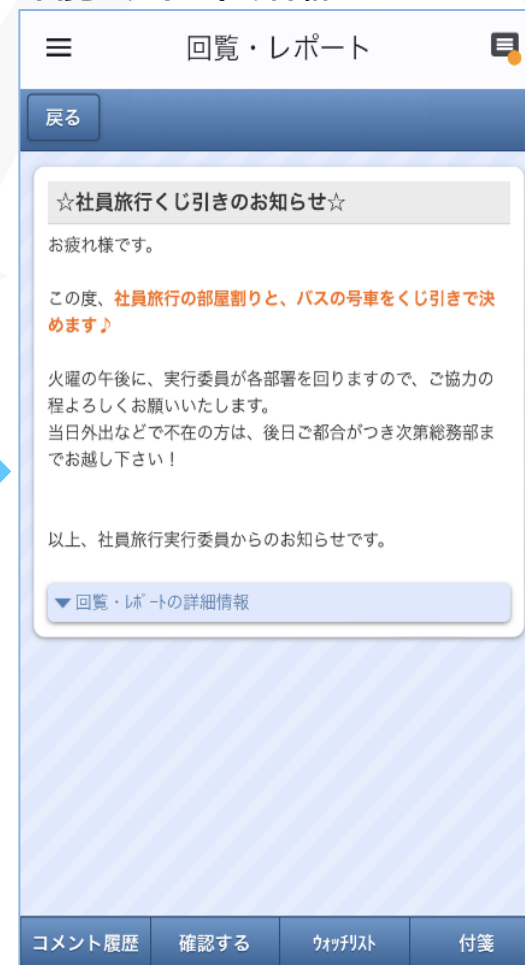 回覧・レポート
戻る
☆社員旅行くじ引きのお知らせ☆
お疲れ様です。
この度、社員旅行の部屋割りと、バスの号車をくじ引きで決
めます♪
火曜の午後に、実行委員が各部署を回りますので、ご協力の
程よろしくお願いいたします。
当日外出などで不在の方は、後日ご都合がつき次第総務部ま
でお越し下さい！
以上、社員旅行実行委員からのお知らせです。
▼回覧・ﾚﾎﾟｰﾄの詳細情報
コメント履歴
確認する
ｳｫｯﾁﾘｽﾄ
付箋